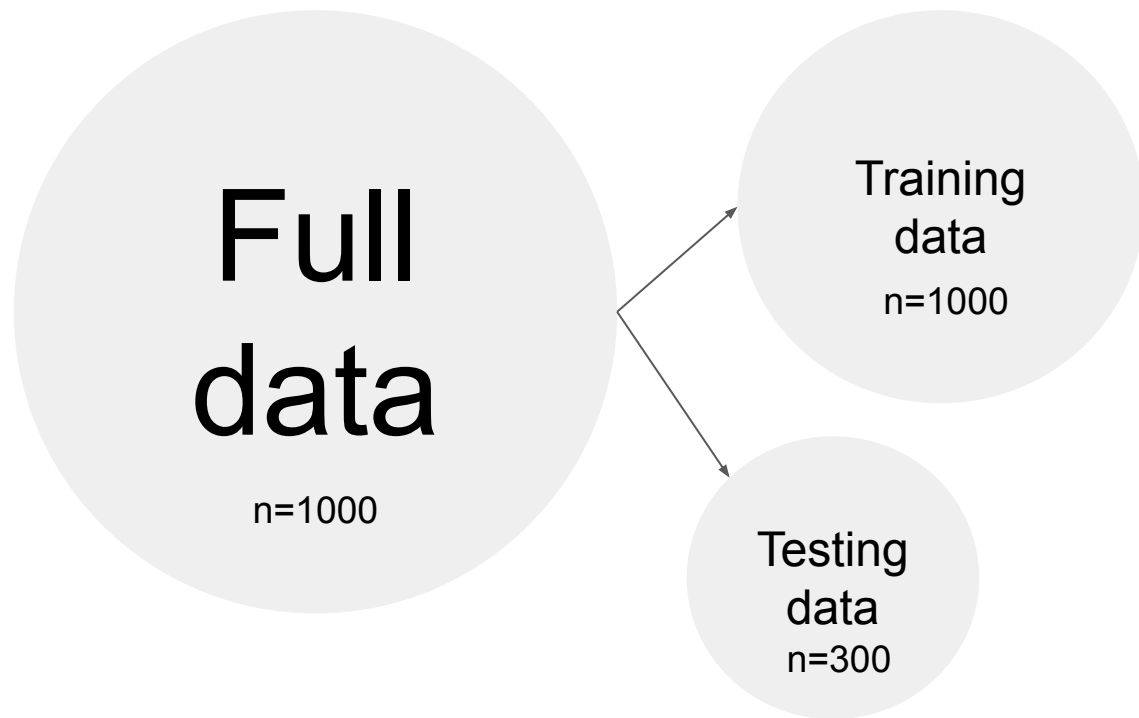 Full
data
n=1000
Training
data
n=1000
Testing
data
n=300